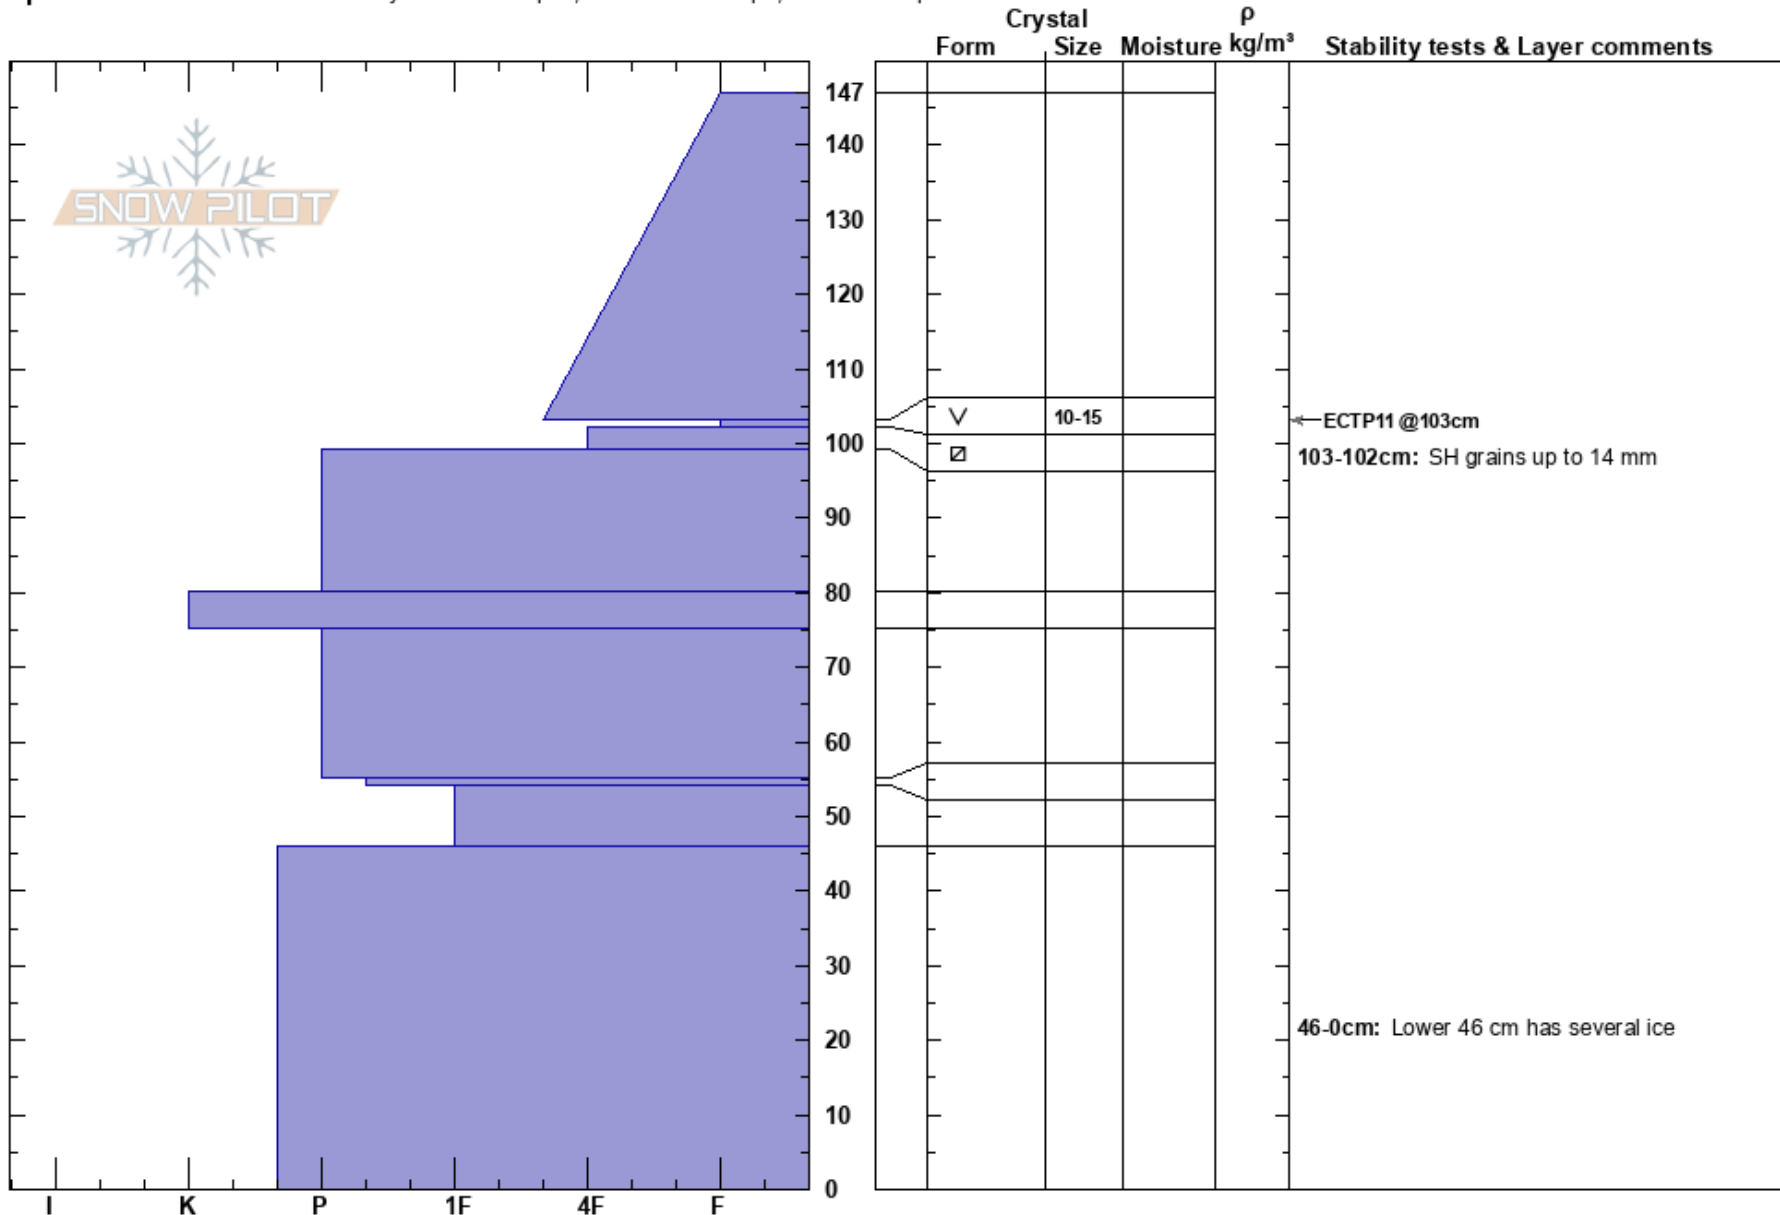 Crystal ρ
Form Size Moisture kg/m³ Stability tests & Layer comments
147
SNOW PILOT
140
130
120
110
10-15
ECTP11 @103cm
100
103-102cm: SH grains up to 14 mm
90
80
70
60
50
40
30
46-0cm: Lower 46 cm has several ice
20
10
0
I K P 1F 4F F